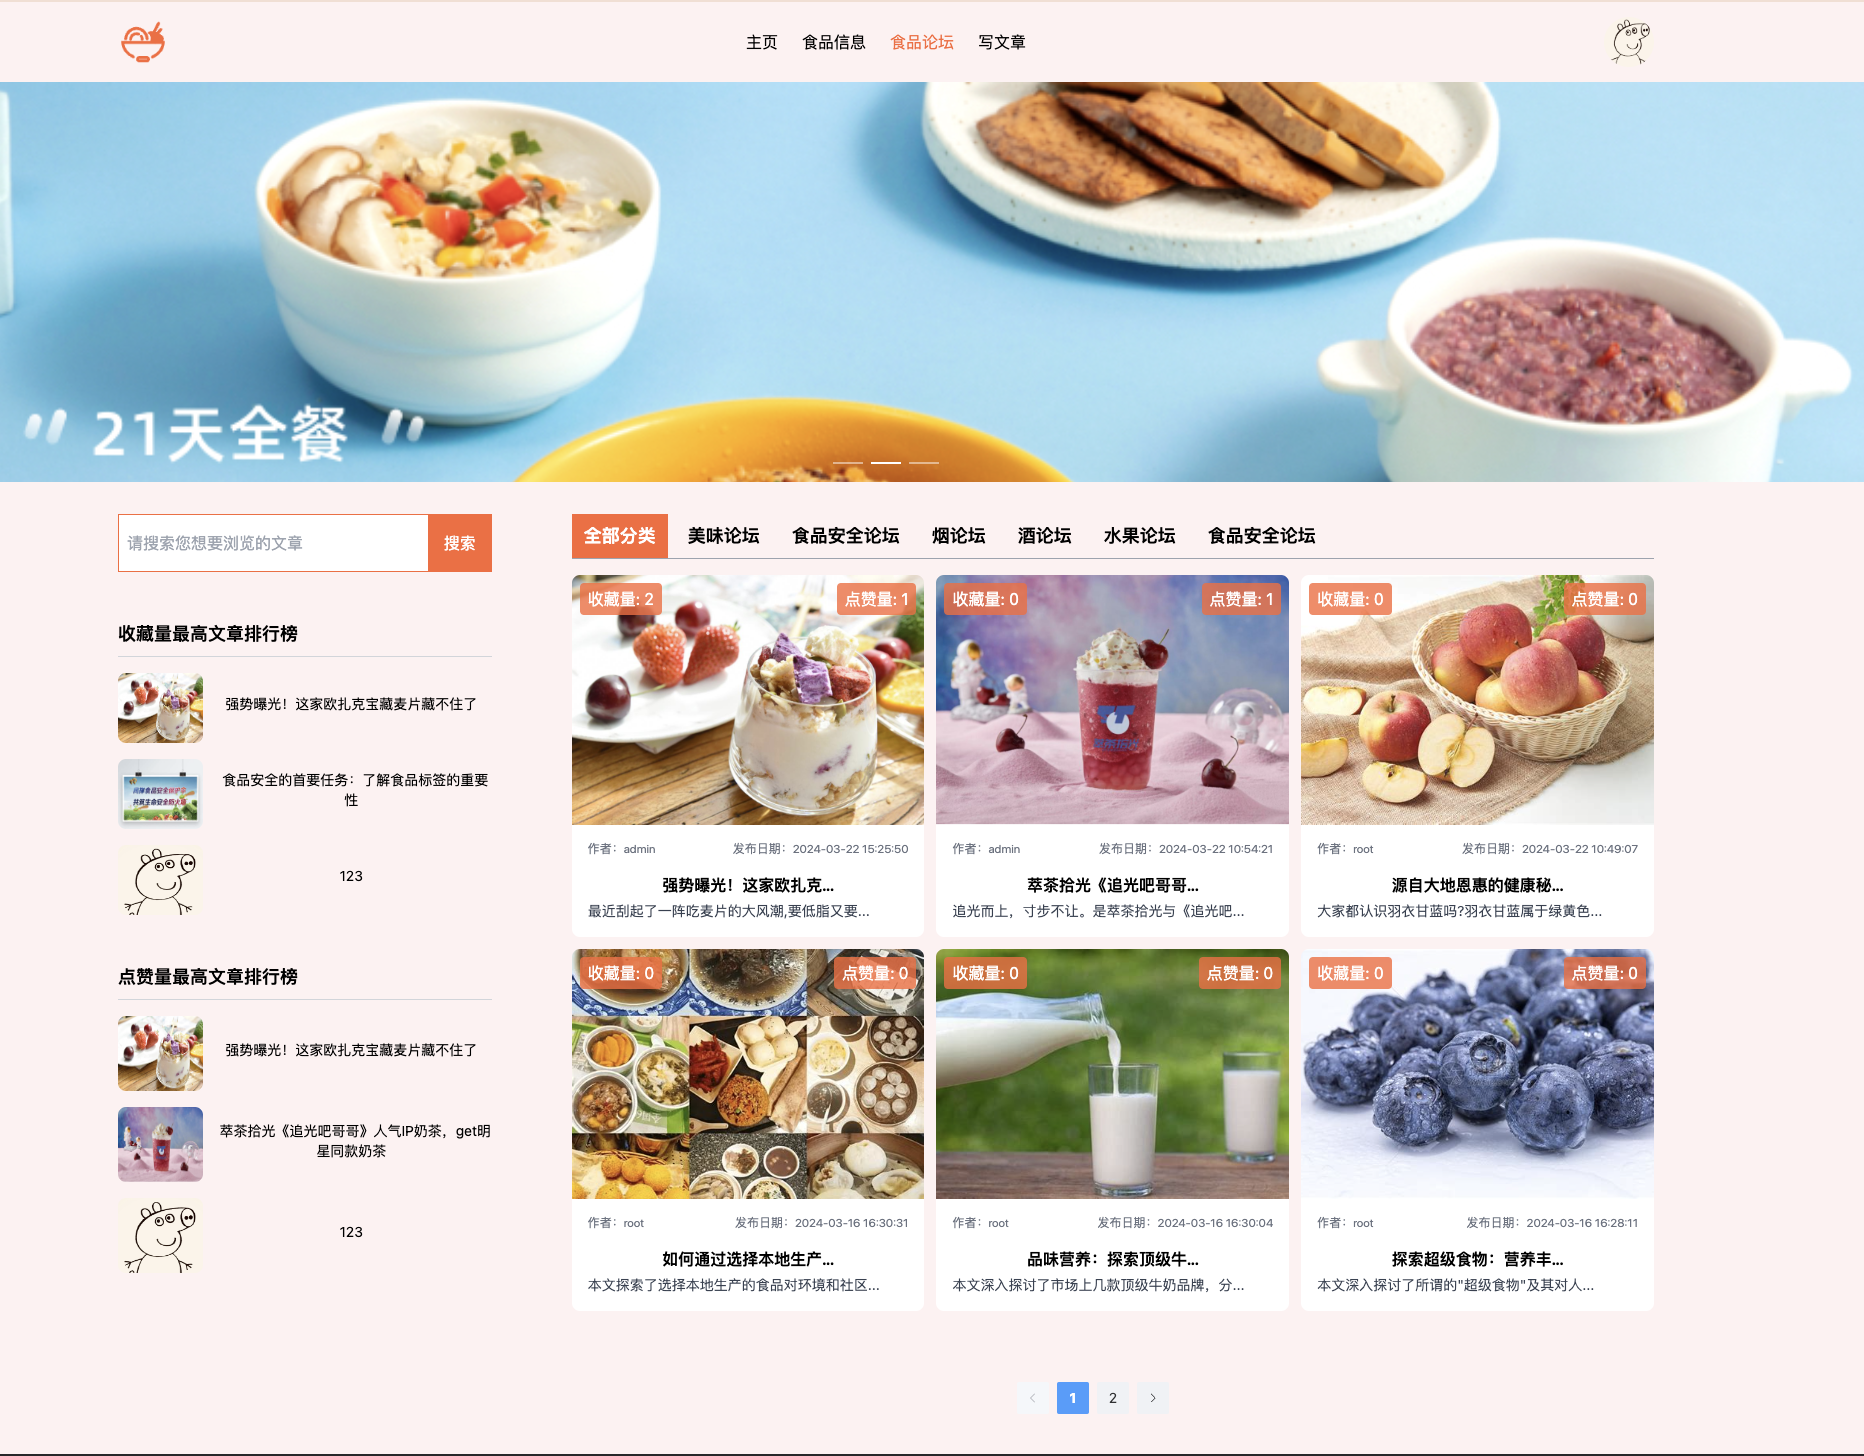 主页 食品信息 食品论坛 写文章
21天全餐
请搜索您想要浏览的文章 搜索
收藏量最高文章排行榜
强势曝光！这家欧扎克宝藏麦片藏不住了
食品安全的首要任务：了解食品标签的重要
性
123
点赞量最高文章排行榜
强势曝光！这家欧扎克宝藏麦片藏不住了
萃茶拾光《追光吧哥哥》人气IP奶茶，get明
星同款奶茶
123
全部分类 美味论坛 食品安全论坛 烟论坛 酒论坛 水果论坛 食品安全论坛
收藏量: 2 点赞量: 1
作者：admin 发布日期：2024-03-22 15:25:50
强势曝光！这家欧扎克...
最近刮起了一阵吃麦片的大风潮,要低脂又要...
收藏量: 0 点赞量: 1
作者：admin 发布日期：2024-03-22 10:54:21
萃茶拾光《追光吧哥哥...
追光而上，寸步不让。是萃茶拾光与《追光吧...
收藏量: 0 点赞量: 0
作者：root 发布日期：2024-03-22 10:49:07
源自大地恩惠的健康秘...
大家都认识羽衣甘蓝吗?羽衣甘蓝属于绿黄色...
收藏量: 0 点赞量: 0
作者：root 发布日期：2024-03-16 16:30:31
如何通过选择本地生产...
本文探索了选择本地生产的食品对环境和社区...
收藏量: 0 点赞量: 0
作者：root 发布日期：2024-03-16 16:30:04
品味营养：探索顶级牛...
本文深入探讨了市场上几款顶级牛奶品牌，分...
收藏量: 0 点赞量: 0
作者：root 发布日期：2024-03-16 16:28:11
探索超级食物：营养丰...
本文深入探讨了所谓的"超级食物"及其对人...
1 2